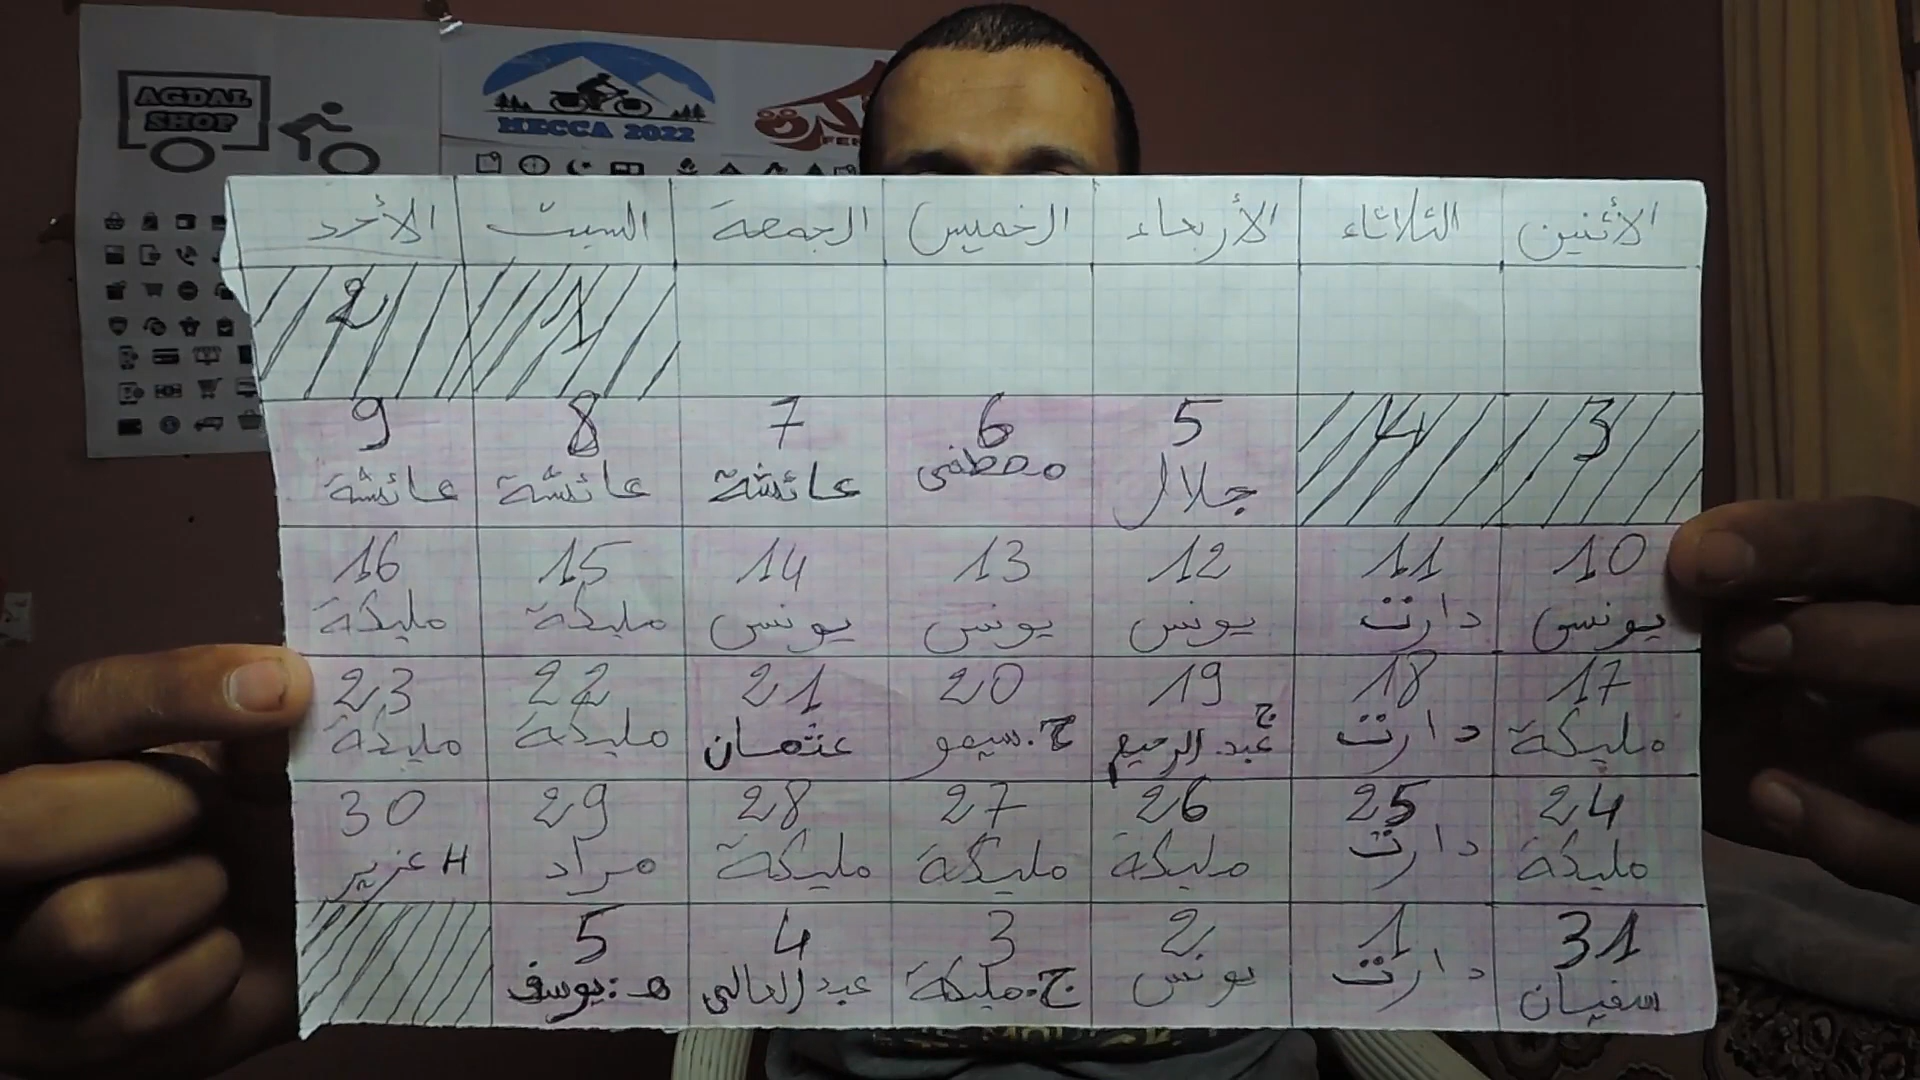 AGDAL
SHOP
MECCA 2022
الأثنين الثلاثاء الأربعاء الخميس الجمعة السبت الأحد
1 2
3 4 5 6 7 8 9
جلال مصطفى عائشة عائشة عائشة
10 11 12 13 14 15 16
يونس دارت يونس يونس يونس مليكة مليكة
17 18 19 20 21 22 23
مليكة دارت ج عبد الرحيم ج.سيمو عثمان مليكة مليكة
24 25 26 27 28 29 30
مليكة دارت مليكة مليكة مليكة مراد H عزيز
31 1 2 3 4 5
سفيان دارت يونس ج.مليكة عبد العالي هـ:يوسف